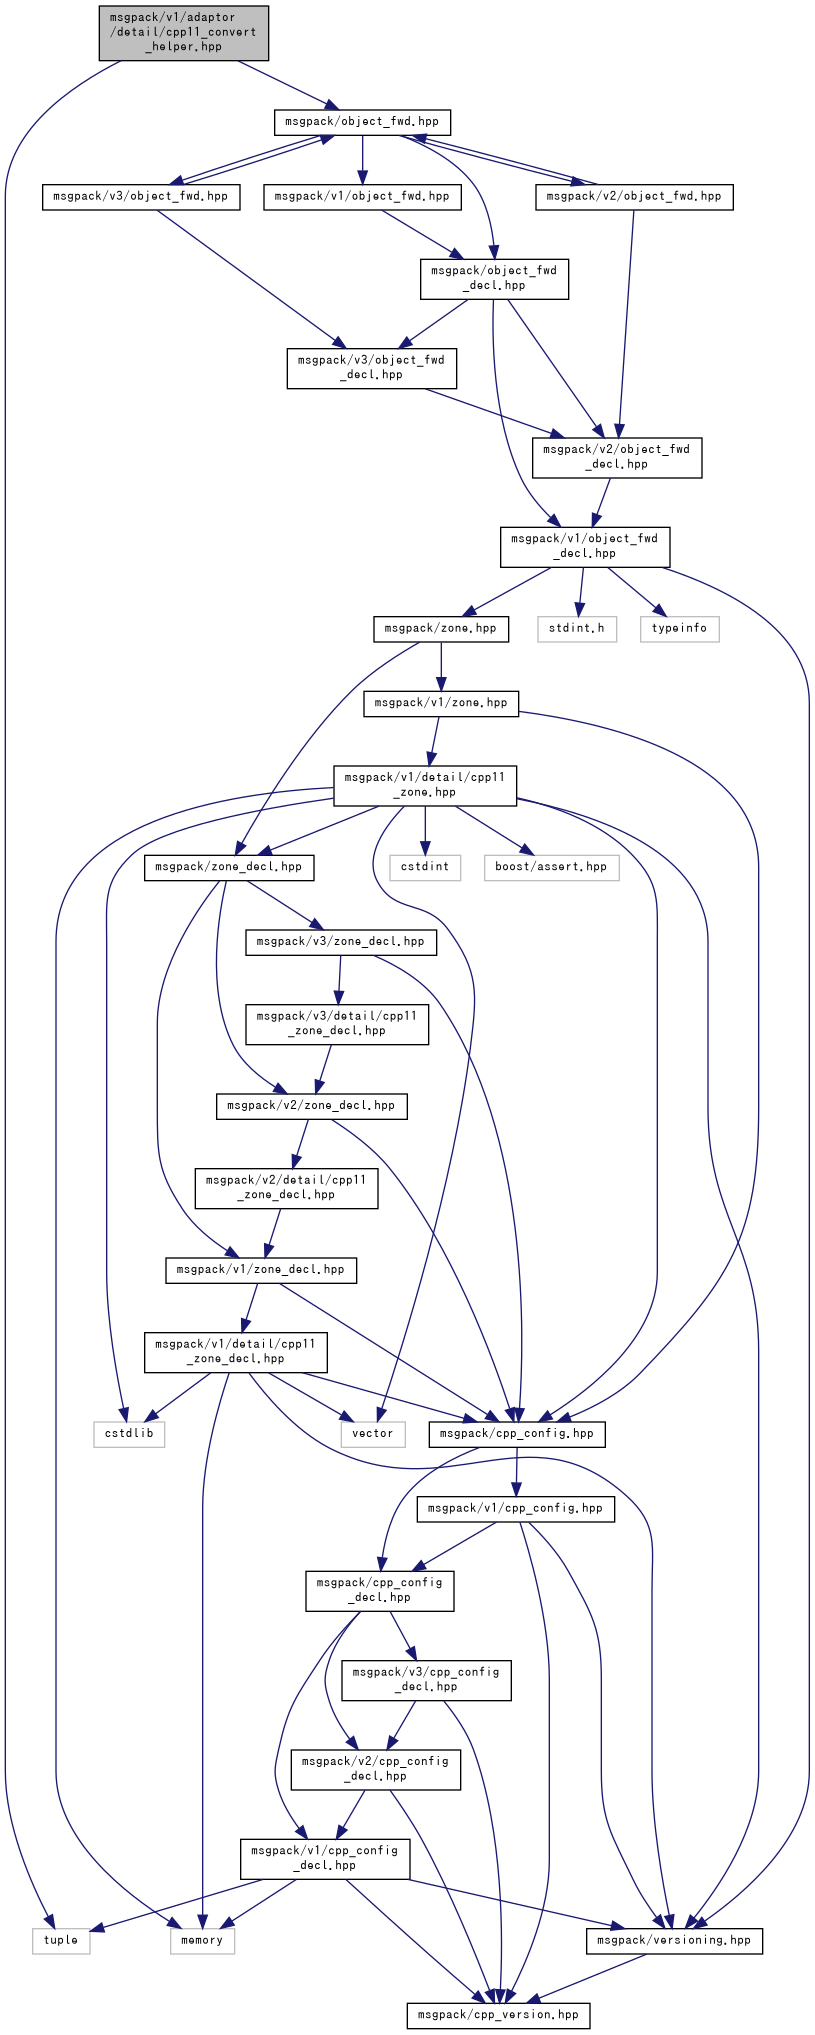 msgpack/v1/adaptor
/detail/cpp11_convert
_helper.hpp
msgpack/object_fwd.hpp
msgpack/v3/object_fwd.hpp
msgpack/v1/object_fwd.hpp
msgpack/v2/object_fwd.hpp
msgpack/object_fwd
_decl.hpp
msgpack/v3/object_fwd
_decl.hpp
msgpack/v2/object_fwd
_decl.hpp
msgpack/v1/object_fwd
_decl.hpp
msgpack/zone.hpp
stdint.h
typeinfo
msgpack/v1/zone.hpp
msgpack/v1/detail/cpp11
_zone.hpp
msgpack/zone_decl.hpp
cstdint
boost/assert.hpp
msgpack/v3/zone_decl.hpp
msgpack/v3/detail/cpp11
_zone_decl.hpp
msgpack/v2/zone_decl.hpp
msgpack/v2/detail/cpp11
_zone_decl.hpp
msgpack/v1/zone_decl.hpp
msgpack/v1/detail/cpp11
_zone_decl.hpp
cstdlib
vector
msgpack/cpp_config.hpp
msgpack/v1/cpp_config.hpp
msgpack/cpp_config
_decl.hpp
msgpack/v3/cpp_config
_decl.hpp
msgpack/v2/cpp_config
_decl.hpp
msgpack/v1/cpp_config
_decl.hpp
tuple
memory
msgpack/versioning.hpp
msgpack/cpp_version.hpp